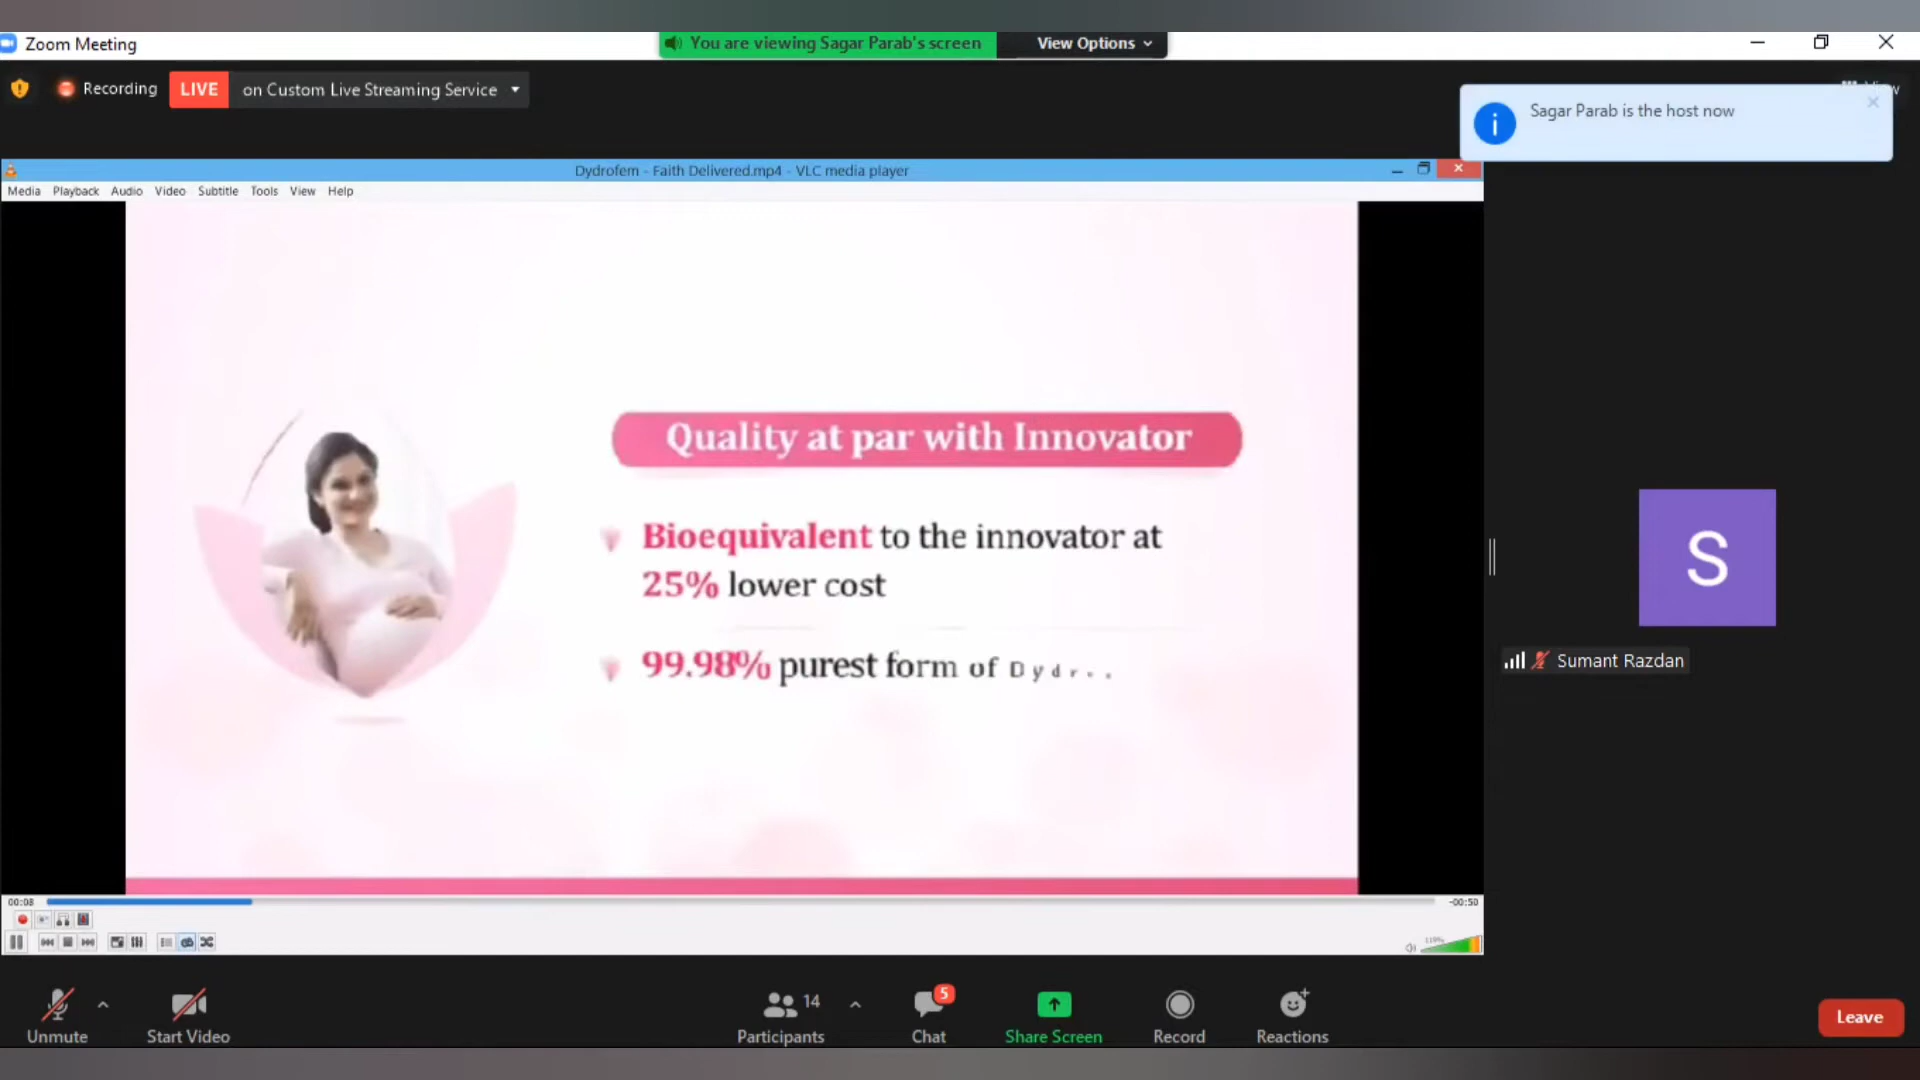 Zoom Meeting
You are viewing Sagar Parab's screen
View Options
Recording
LIVE
on Custom Live Streaming Service
View
Sagar Parab is the host now
Dydrofem - Faith Delivered.mp4 - VLC media player
Media Playback Audio Video Subtitle Tools View Help
Quality at par with Innovator
Bioequivalent to the innovator at
25% lower cost
99.98% purest form of Dydr..
S
Sumant Razdan
00:08
-00:50
Unmute
Start Video
14
Participants
5
Chat
Share Screen
Record
Reactions
Leave